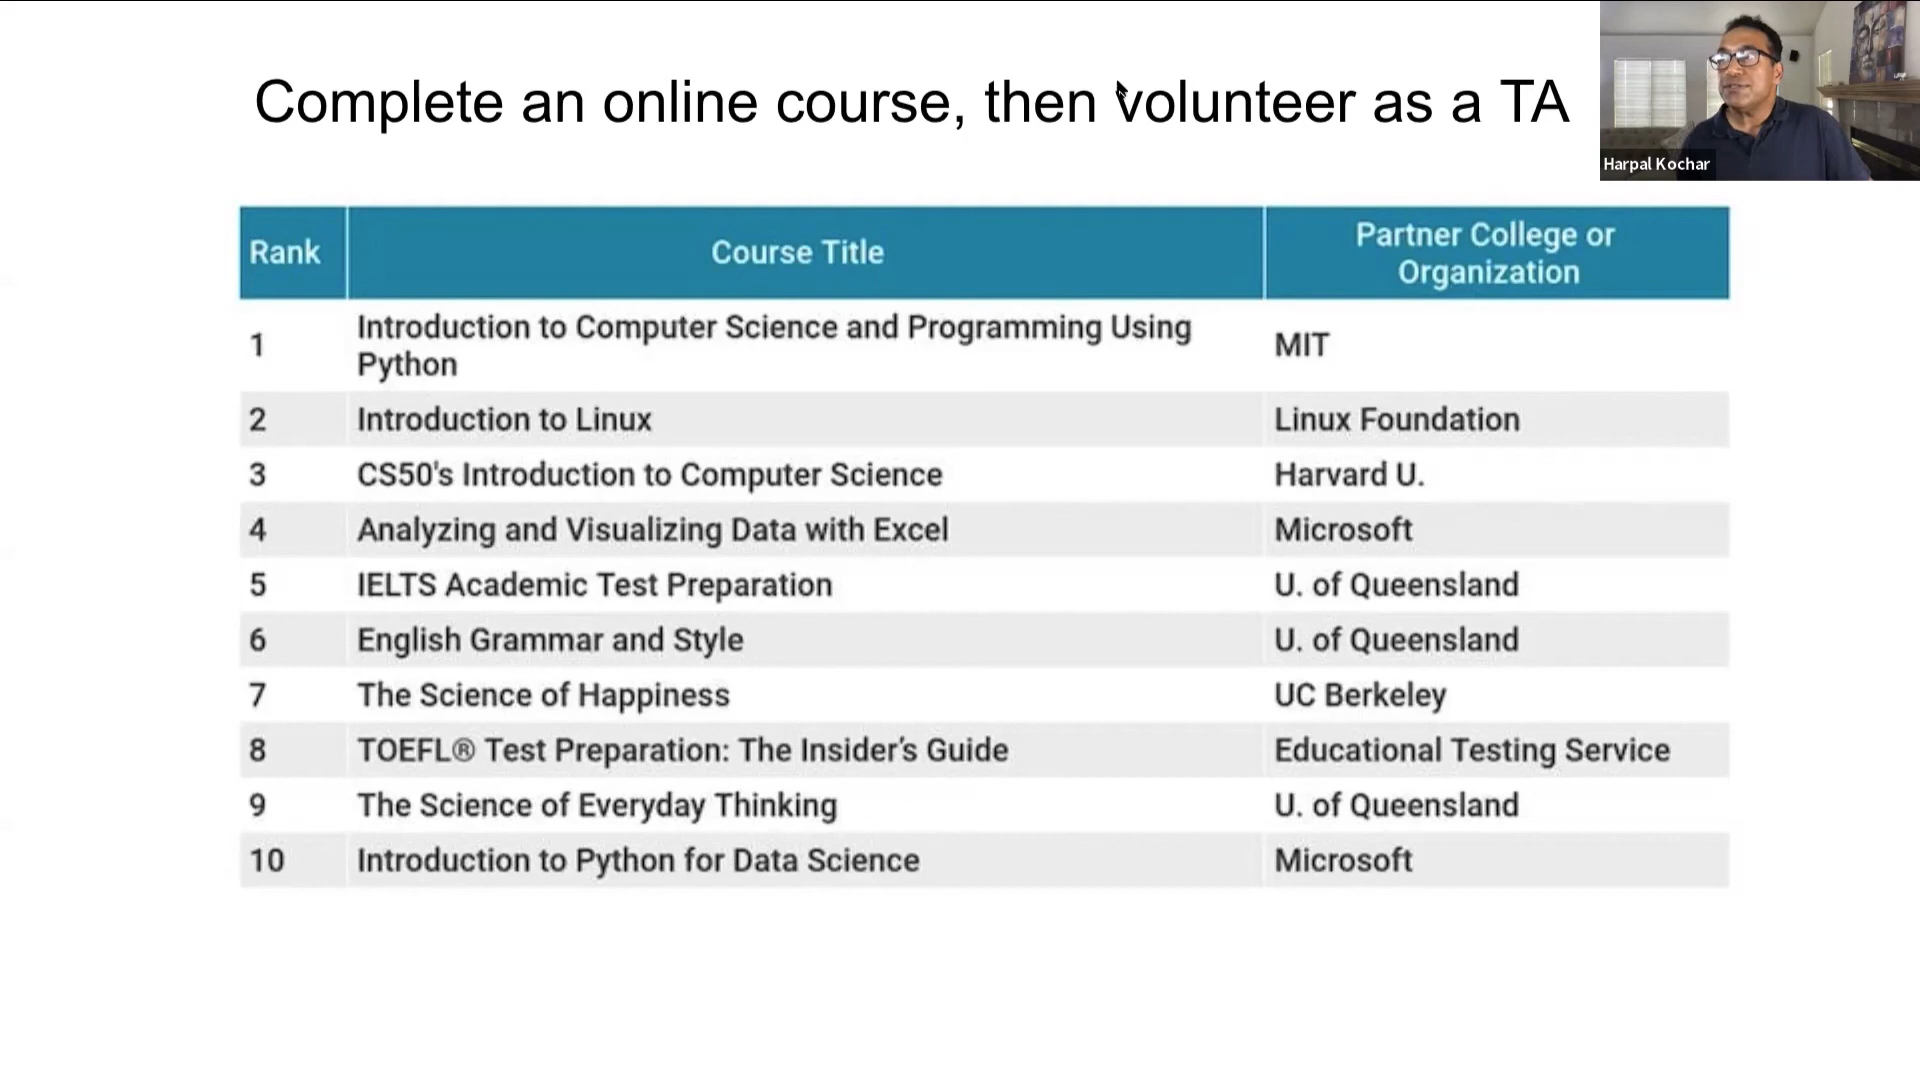 Complete an online course, then volunteer as a TA
Harpal Kochar
Rank Course Title Partner College or Organization
1 Introduction to Computer Science and Programming Using Python MIT
2 Introduction to Linux Linux Foundation
3 CS50's Introduction to Computer Science Harvard U.
4 Analyzing and Visualizing Data with Excel Microsoft
5 IELTS Academic Test Preparation U. of Queensland
6 English Grammar and Style U. of Queensland
7 The Science of Happiness UC Berkeley
8 TOEFL® Test Preparation: The Insider’s Guide Educational Testing Service
9 The Science of Everyday Thinking U. of Queensland
10 Introduction to Python for Data Science Microsoft